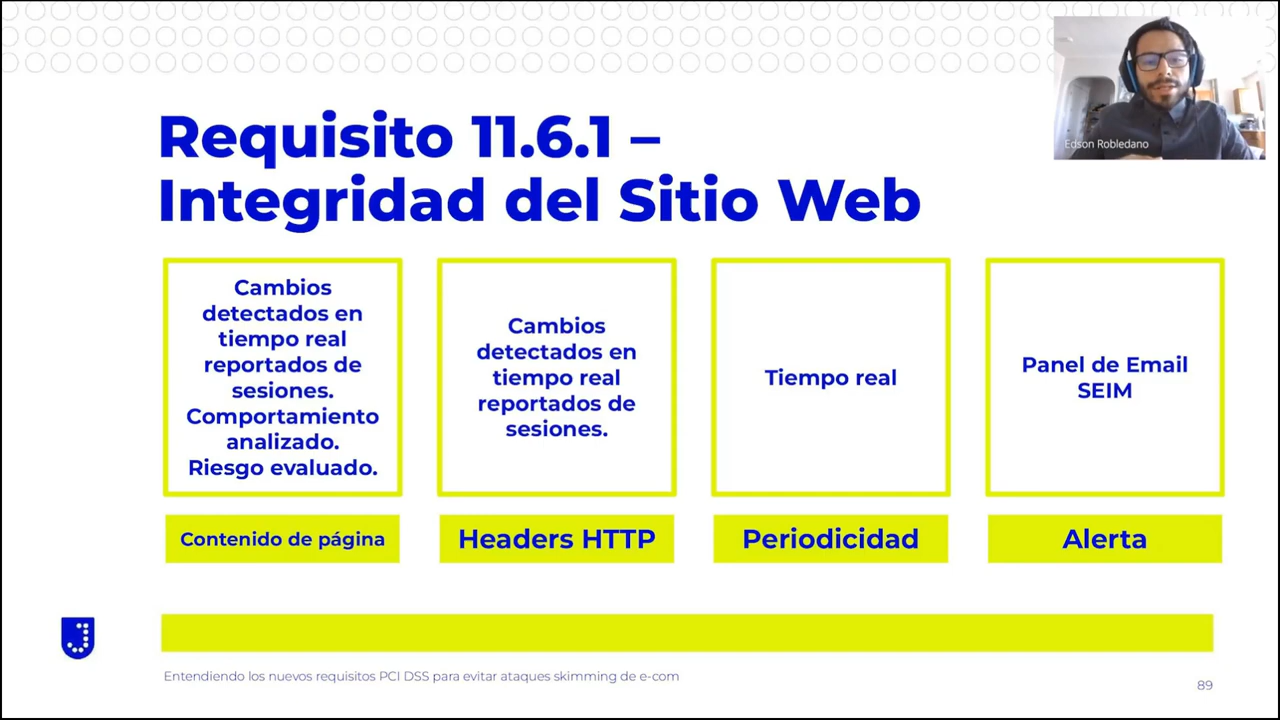 Edson Robledano
Requisito 11.6.1 –
Integridad del Sitio Web
Cambios
detectados en
tiempo real
reportados de
sesiones.
Comportamiento
analizado.
Riesgo evaluado.
Contenido de página
Cambios
detectados en
tiempo real
reportados de
sesiones.
Headers HTTP
Tiempo real
Periodicidad
Panel de Email
SEIM
Alerta
Entendiendo los nuevos requisitos PCI DSS para evitar ataques skimming de e-com
89